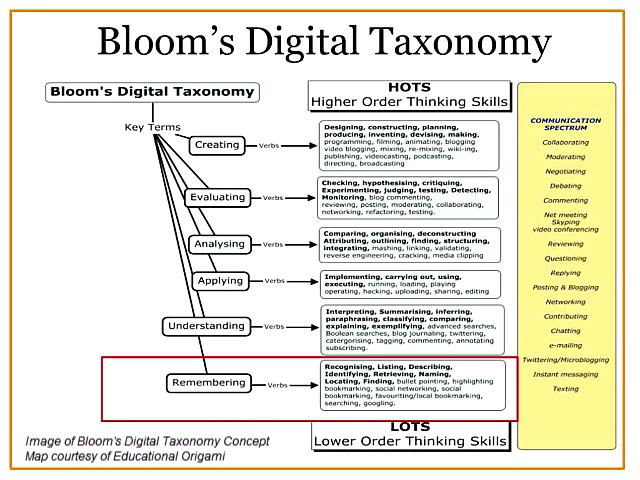 Bloom's Digital Taxonomy
Bloom's Digital Taxonomy
Key Terms
HOTS
Higher Order Thinking Skills
Creating
Verbs
Designing, constructing, planning,
producing, inventing, devising, making,
programming, filming, animating, blogging
video blogging, mixing, re-mixing, wiki-ing,
publishing, videocasting, podcasting,
directing, broadcasting
Evaluating
Verbs
Checking, hypothesising, critiquing,
Experimenting, judging, testing, Detecting,
Monitoring, blog commenting,
reviewing, posting, moderating, collaborating,
networking, refactoring, testing.
Analysing
Verbs
Comparing, organising, deconstructing
Attributing, outlining, finding, structuring,
integrating, mashing, linking, validating,
reverse engineering, cracking, media clipping
Applying
Verbs
Implementing, carrying out, using,
executing, running, loading, playing
operating, hacking, uploading, sharing, editing
Understanding
Verbs
Interpreting, Summarising, inferring,
paraphrasing, classifying, comparing,
explaining, exemplifying, advanced searches,
Boolean searches, blog journaling, twittering,
catergorising, tagging, commenting, annotating
subscribing.
Remembering
Verbs
Recognising, Listing, Describing,
Identifying, Retrieving, Naming,
Locating, Finding, bullet pointing, highlighting
bookmarking, social networking, social
bookmarking, favouriting/local bookmarking,
searching, googling.
LOTS
Lower Order Thinking Skills
COMMUNICATION
SPECTRUM
Collaborating
Moderating
Negotiating
Debating
Commenting
Net meeting
Skyping
video conferencing
Reviewing
Questioning
Replying
Posting & Blogging
Networking
Contributing
Chatting
e-mailing
Twittering/Microblogging
Instant messaging
Texting
Image of Bloom's Digital Taxonomy Concept
Map courtesy of Educational Origami